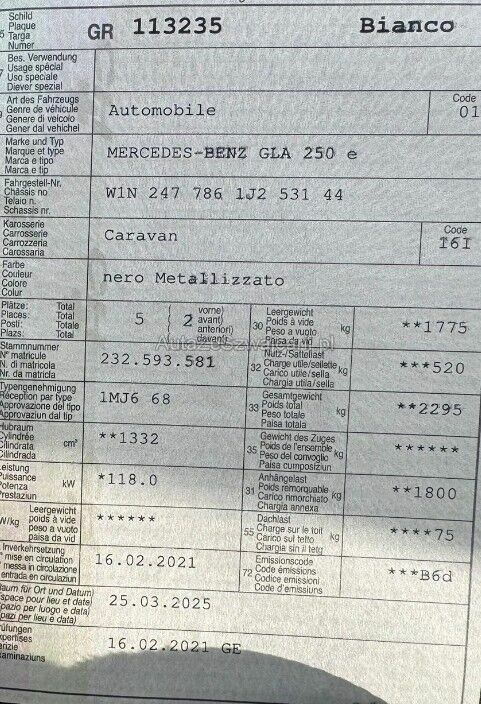 Schild
Plaque
Targa
Numer
GR 113235 Bianco
Bes. Verwendung
Usage spécial
Uso speciale
Diever spezial
Art des Fahrzeugs
Genre de véhicule
Genere di veicolo
Gener dal vehichel
Automobile
Code
01
Marke und Typ
Marque et type
Marca e tipo
Marca e tip
MERCEDES-BENZ GLA 250 e
Fahrgestell-Nr.
Châssis no
Telaio n.
Schassis nr.
W1N 247 786 1J2 531 44
Karosserie
Carrosserie
Carrozzeria
Carossaria
Caravan
Code
16I
Farbe
Couleur
Colore
Colur
nero Metallizzato
Plätze: Total
Places: Total
Posti: Totale
Plazs: Total
5 ( 2
vorne)
avant)
anteriori)
davant)
30
Leergewicht
Poids à vide
Peso a vuoto
Paisa da vid
kg
**1775
Stammnummer
N° matricule
N. di matricola
Nr. da matricla
232.593.581
32
Nutz-/Sattellast
Charge utile/sellette
Carico utile/sella
Chargia utila/sella
kg
***520
Typengenehmigung
Réception par type
Approvazione del tipo
Approvaziun dal tip
1MJ6 68
33
Gesamtgewicht
Poids total
Peso totale
Paisa totala
kg
**2295
Hubraum
Cylindrée
Cilindrata
Cilindrada
cm³
**1332
35
Gewicht des Zuges
Poids de l'ensemble
Peso del convoglio
Paisa cumposiziun
kg
******
Leistung
Puissance
Potenza
Prestaziun
kW
*118.0
31
Anhängelast
Poids remorquable
Carico rimorchiato
Chargia annexa
kg
**1800
W/kg
Leergewicht
poids à vide
peso a vuoto
paisa da vid
******
55
Dachlast
Charge sur le toit
Carico sul tetto
Chargia sin il tetg
kg
****75
Inverkehrsetzung
mise en circulation
messa in circolazione
entrada en circulaziun
16.02.2021
72
Emissionscode
Code émissions
Codice emissioni
Code d'emissiuns
***B6d
Raum für Ort und Datum)
espace pour lieu et date)
spazio per luogo e data)
spazi per lieu e data)
25.03.2025
Prüfungen
Expertises
16.02.2021 GE